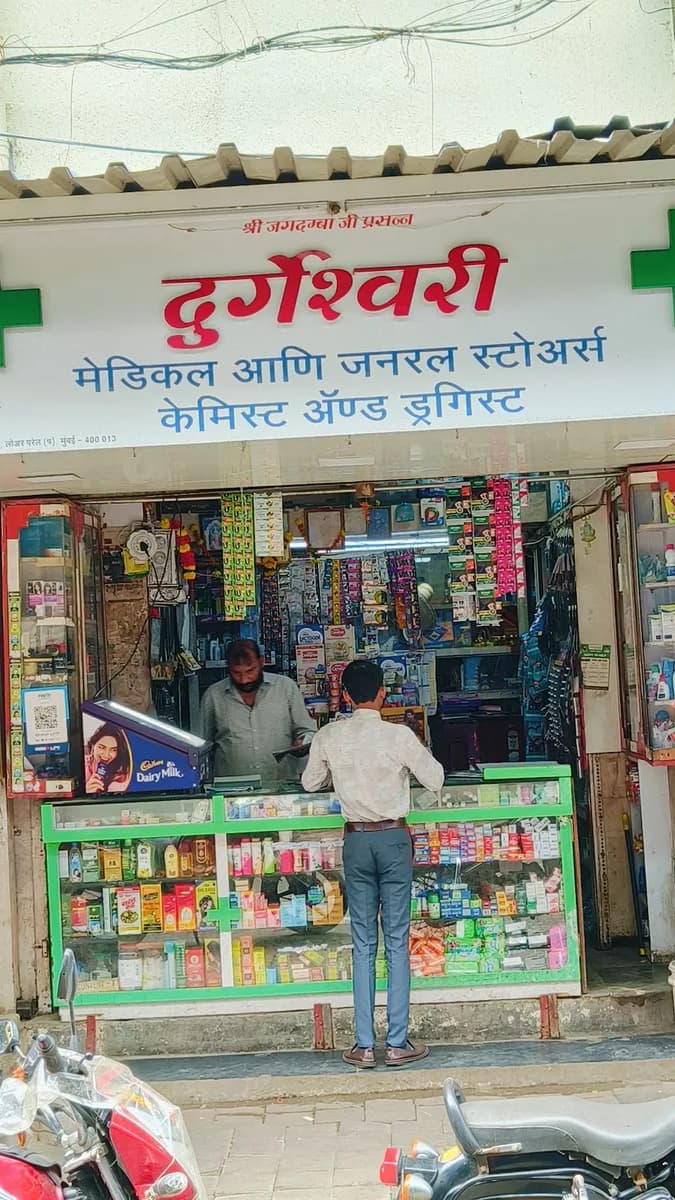 श्री जगदम्बा जी प्रसन्न
दुर्गेश्वरी
मेडिकल आणि जनरल स्टोअर्स
केमिस्ट ॲण्ड ड्रगिस्ट
लोअर परेल (प), मुंबई - 400 013
Cadbury
Dairy Milk